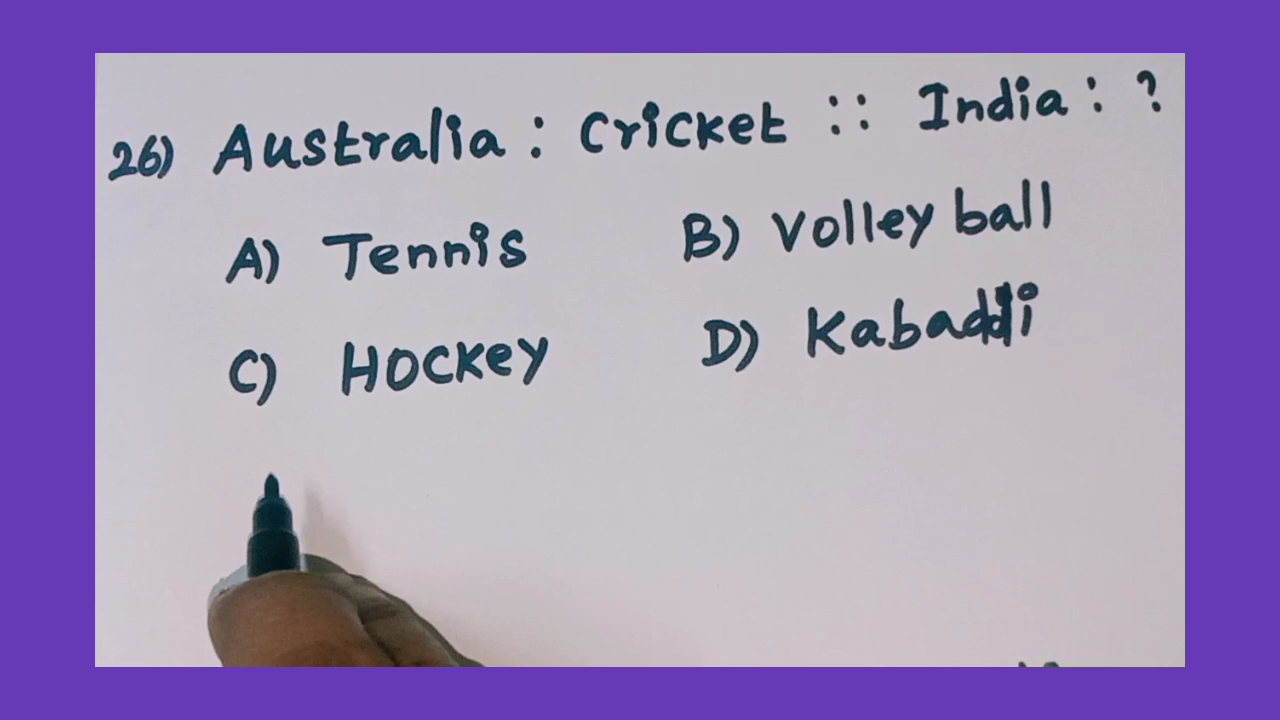 26) Australia : Cricket :: India : ?
A) Tennis B) Volley ball
C) Hockey D) Kabaddi